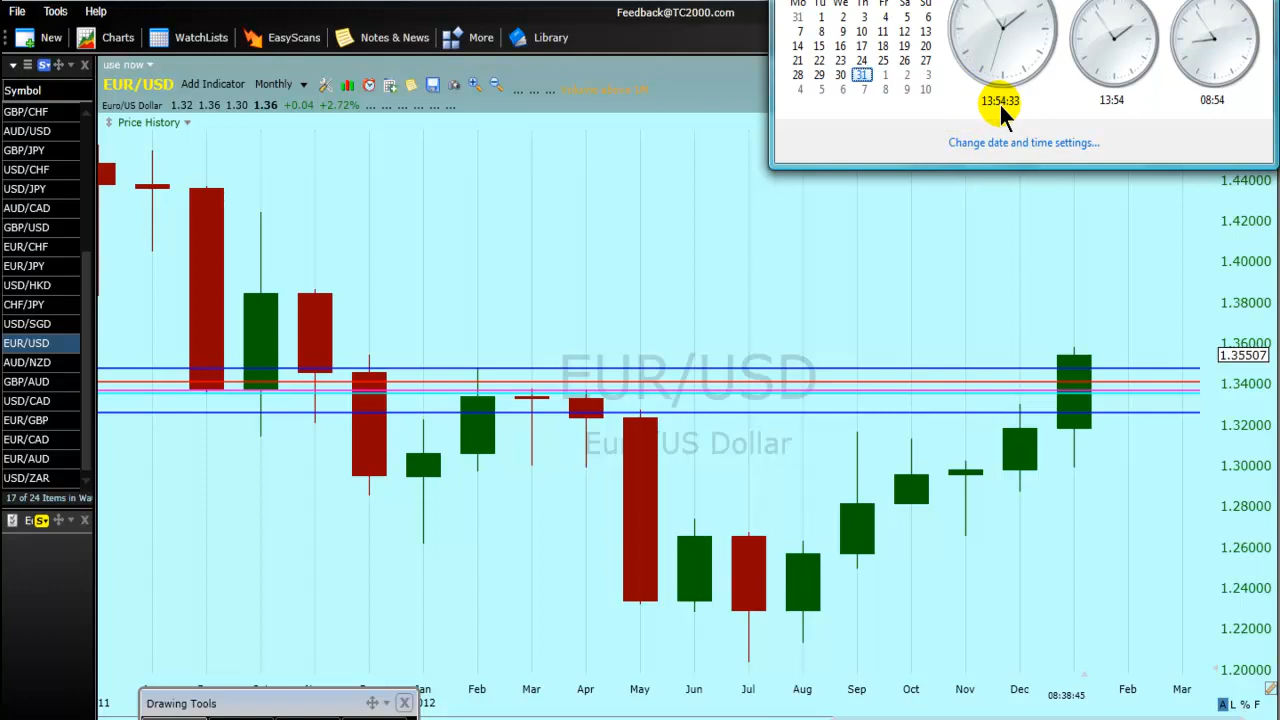 File Tools Help
Feedback@TC2000.com
New Charts WatchLists EasyScans Notes & News More Library
Mo Tu We Th Fr Sa Su
31 1 2 3 4 5 6
7 8 9 10 11 12 13
14 15 16 17 18 19 20
21 22 23 24 25 26 27
28 29 30 31 1 2 3
4 5 6 7 8 9 10
13:54:33
13:54
08:54
Change date and time settings...
use now
EUR/USD Add Indicator Monthly
Euro/US Dollar 1.32 1.36 1.30 1.36 +0.04 +2.72% ... ... ... ... ...
... ... ...
Price History
Symbol
GBP/CHF
AUD/USD
GBP/JPY
USD/CHF
USD/JPY
AUD/CAD
GBP/USD
EUR/CHF
EUR/JPY
USD/HKD
CHF/JPY
USD/SGD
EUR/USD
AUD/NZD
GBP/AUD
USD/CAD
EUR/GBP
EUR/CAD
EUR/AUD
USD/ZAR
17 of 24 Items in Wa
S
S
EUR/USD
Euro/US Dollar
1.44000
1.42000
1.40000
1.38000
1.36000
1.35507
1.34000
1.32000
1.30000
1.28000
1.26000
1.24000
1.22000
1.20000
Jan Feb Mar Apr May Jun Jul Aug Sep Oct Nov Dec Feb Mar
08:38:45
11
2012
A L % F
Drawing Tools